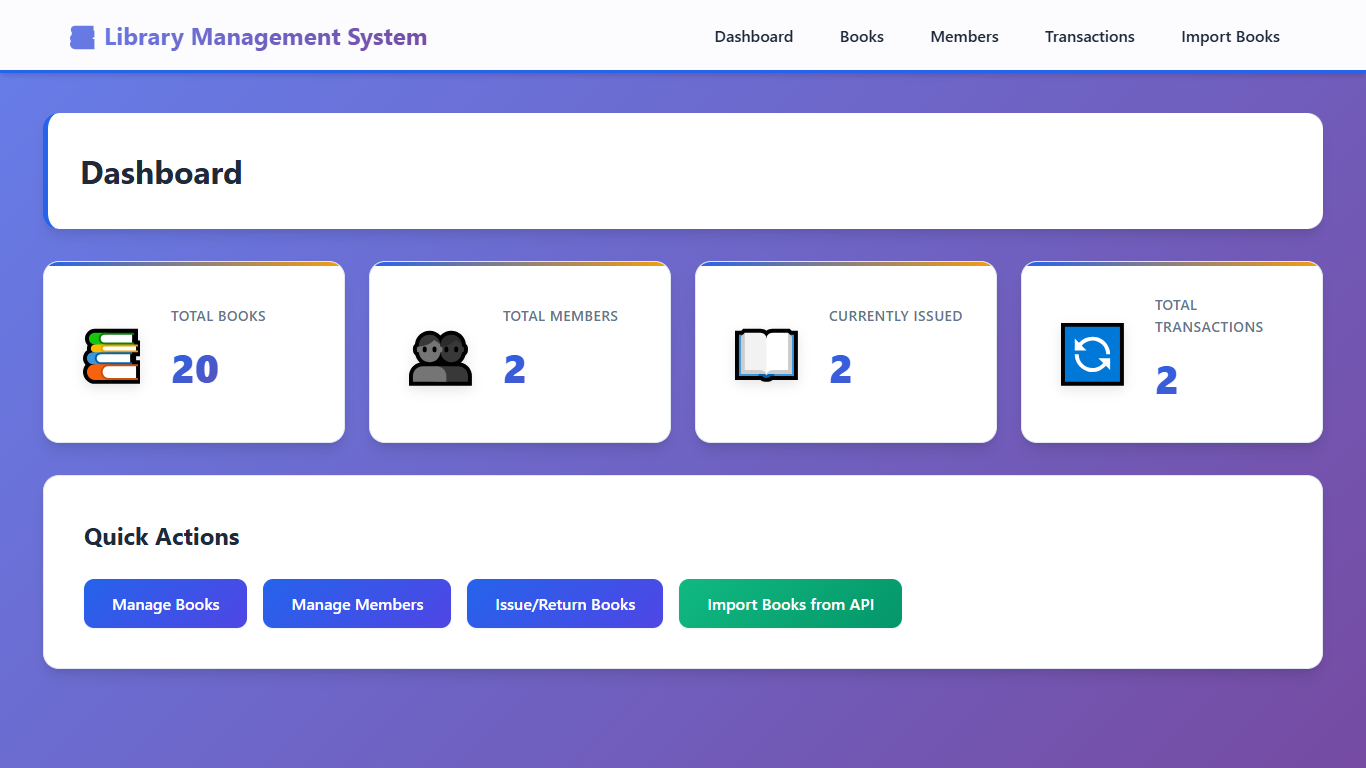 Library Management System
Dashboard
Books
Members
Transactions
Import Books
Dashboard
TOTAL BOOKS
20
TOTAL MEMBERS
2
CURRENTLY ISSUED
2
TOTAL
TRANSACTIONS
2
Quick Actions
Manage Books
Manage Members
Issue/Return Books
Import Books from API